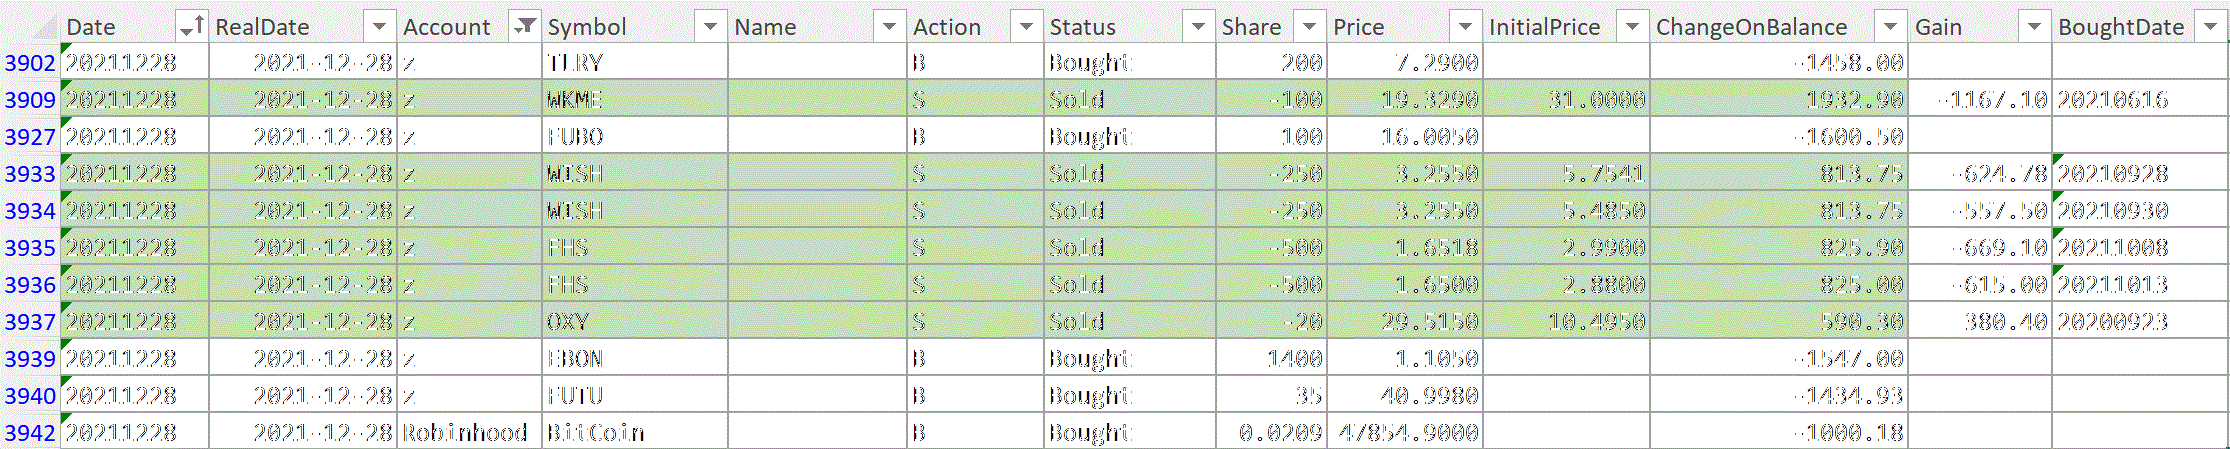 Date RealDate Account Symbol Name Action Status Share Price InitialPrice ChangeOnBalance Gain BoughtDate
3902 20211228 2021-12-28 z TLRY B Bought 200 7.2900 -1458.00
3909 20211228 2021-12-28 z WKME S Sold -100 19.3290 31.0000 1932.90 -1167.10 20210616
3927 20211228 2021-12-28 z FUBO B Bought 100 16.0050 -1600.50
3933 20211228 2021-12-28 z WISH S Sold -250 3.2550 5.7541 813.75 -624.78 20210928
3934 20211228 2021-12-28 z WISH S Sold -250 3.2550 5.4850 813.75 -557.50 20210930
3935 20211228 2021-12-28 z FHS S Sold -500 1.6518 2.9900 825.90 -669.10 20211008
3936 20211228 2021-12-28 z FHS S Sold -500 1.6500 2.8800 825.00 -615.00 20211013
3937 20211228 2021-12-28 z OXY S Sold -20 29.5150 10.4950 590.30 380.40 20200923
3939 20211228 2021-12-28 z EBON B Bought 1400 1.1050 -1547.00
3940 20211228 2021-12-28 z FUTU B Bought 35 40.9980 -1434.93
3942 20211228 2021-12-28 Robinhood BitCoin B Bought 0.0209 47854.9000 -1000.18